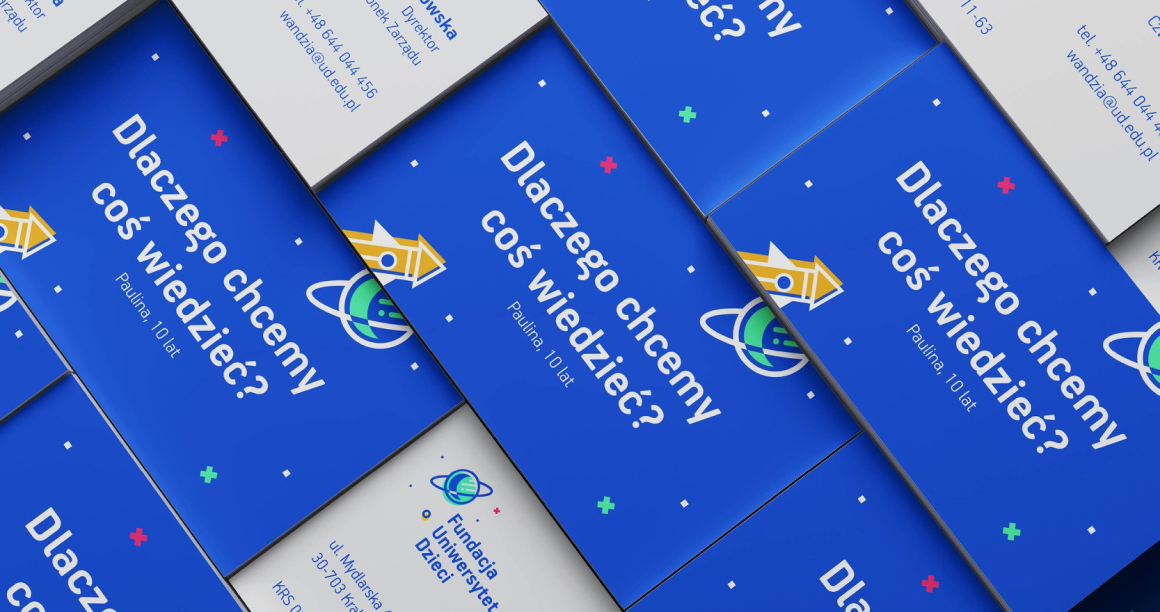 Dyrektor
tel. +48 644 044 456
wandzia@ud.edu.pl
Dlaczego chcemy
coś wiedzieć?
Paulina, 10 lat
Dlaczego chcemy
coś wiedzieć?
Paulina, 10 lat
Dlaczego chcemy
coś wiedzieć?
Paulina, 10 lat
chcemy
tel. +48 644 044
wandzia@ud.edu.pl
Fundacja
Uniwersytet
Dzieci
ul. Mydlarska
30-703
KRS